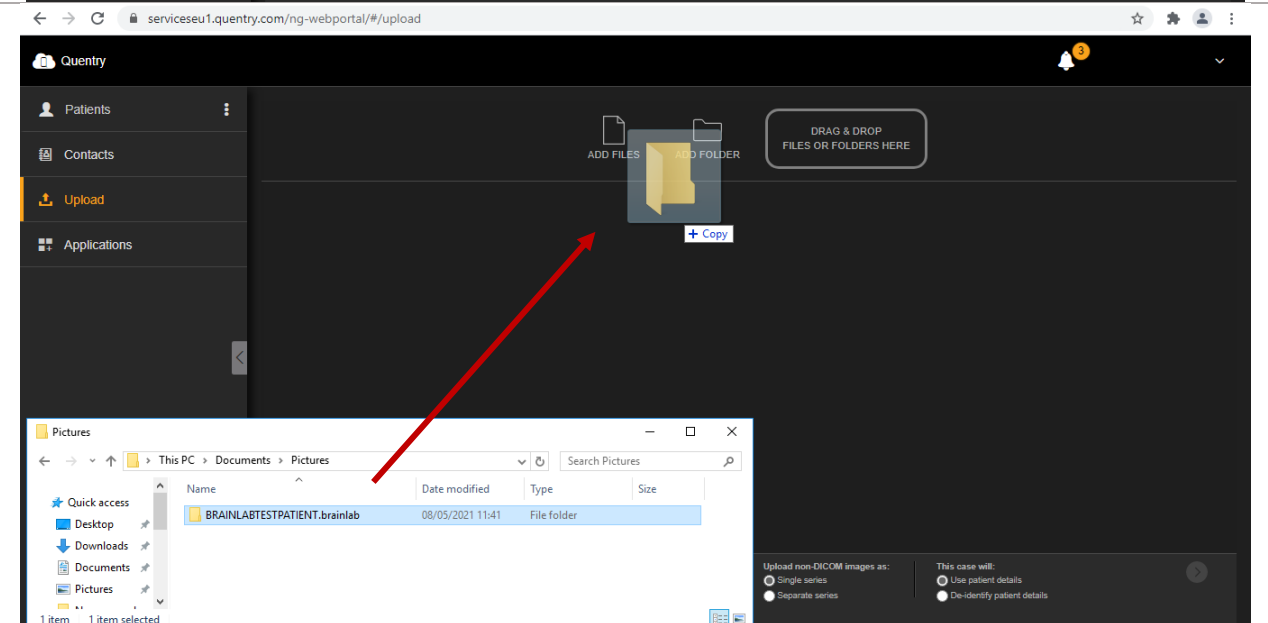 serviceseu1.quentry.com/ng-webportal/#/upload
Quentry
3
Patients
Contacts
Upload
Applications
ADD FILES
ADD FOLDER
DRAG & DROP
FILES OR FOLDERS HERE
+ Copy
Pictures
This PC > Documents > Pictures
Search Pictures
Name Date modified Type Size
Quick access
Desktop
Downloads
Documents
Pictures
BRAINLABTESTPATIENT.brainlab 08/05/2021 11:41 File folder
1 item 1 item selected
Upload non-DICOM images as:
Single series
Separate series
This case will:
Use patient details
De-identify patient details